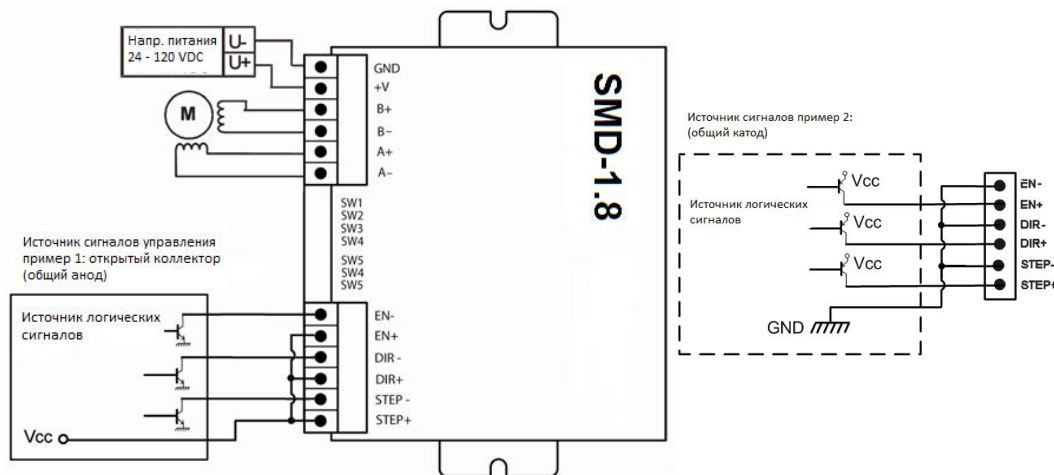 Напр. питания
24 - 120 VDC
U-
U+
GND
+V
B+
B-
A+
A-
M
SW1
SW2
SW3
SW4
SW5
SW4
SW5
SMD-1.8
Источник сигналов управления
пример 1: открытый коллектор
(общий анод)
Источник логических
сигналов
Vcc
EN-
EN+
DIR -
DIR+
STEP -
STEP+
Источник сигналов пример 2:
(общий катод)
Источник логических
сигналов
Vcc
Vcc
Vcc
GND
EN-
EN+
DIR-
DIR+
STEP-
STEP+